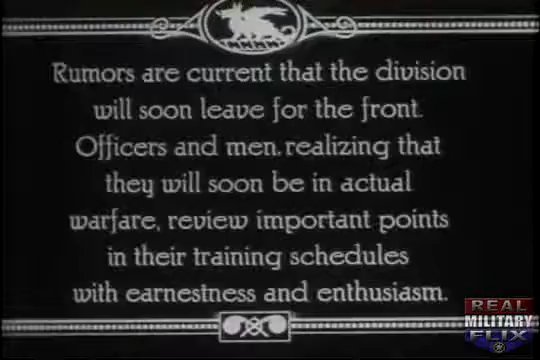 Rumors are current that the division
will soon leave for the front.
Officers and men, realizing that
they will soon be in actual
warfare, review important points
in their training schedules
with earnestness and enthusiasm.
REAL
MILITARY
FLIX